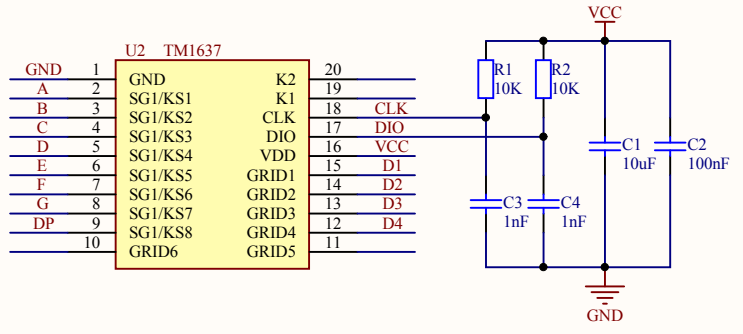 VCC
U2 TM1637
GND 1 GND K2 20
A 2 SG1/KS1 K1 19
B 3 SG1/KS2 CLK 18 CLK
C 4 SG1/KS3 DIO 17 DIO
D 5 SG1/KS4 VDD 16 VCC
E 6 SG1/KS5 GRID1 15 D1
F 7 SG1/KS6 GRID2 14 D2
G 8 SG1/KS7 GRID3 13 D3
DP 9 SG1/KS8 GRID4 12 D4
10 GRID6 GRID5 11
R1 R2
10K 10K
C1 C2
10uF 100nF
C3 C4
1nF 1nF
GND